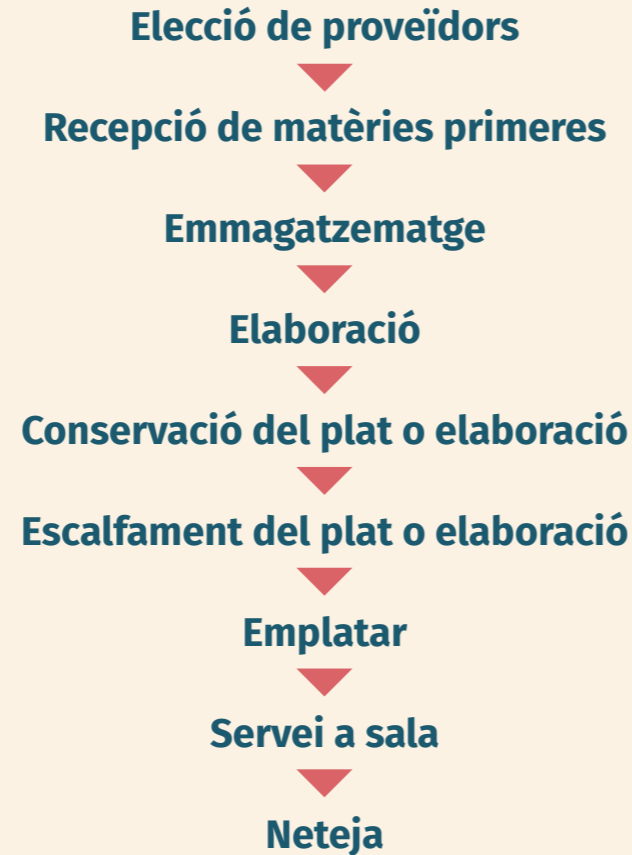 Elecció de proveïdors
Recepció de matèries primeres
Emmagatzematge
Elaboració
Conservació del plat o elaboració
Escalfament del plat o elaboració
Emplatar
Servei a sala
Neteja